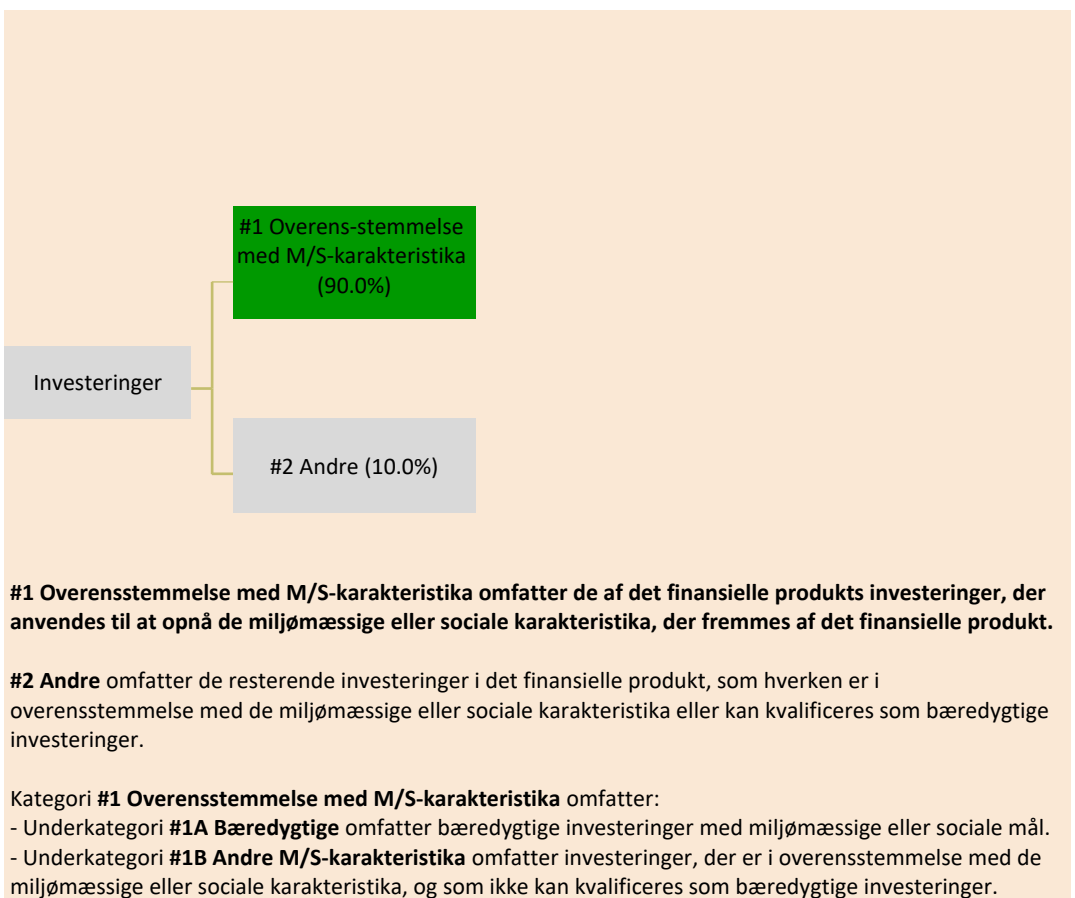 #1 Overens-stemmelse
med M/S-karakteristika
(90.0%)
Investeringer
#2 Andre (10.0%)
#1 Overensstemmelse med M/S-karakteristika omfatter de af det finansielle produkts investeringer, der
anvendes til at opnå de miljømæssige eller sociale karakteristika, der fremmes af det finansielle produkt.
#2 Andre omfatter de resterende investeringer i det finansielle produkt, som hverken er i
overensstemmelse med de miljømæssige eller sociale karakteristika eller kan kvalificeres som bæredygtige
investeringer.
Kategori #1 Overensstemmelse med M/S-karakteristika omfatter:
- Underkategori #1A Bæredygtige omfatter bæredygtige investeringer med miljømæssige eller sociale mål.
- Underkategori #1B Andre M/S-karakteristika omfatter investeringer, der er i overensstemmelse med de
miljømæssige eller sociale karakteristika, og som ikke kan kvalificeres som bæredygtige investeringer.